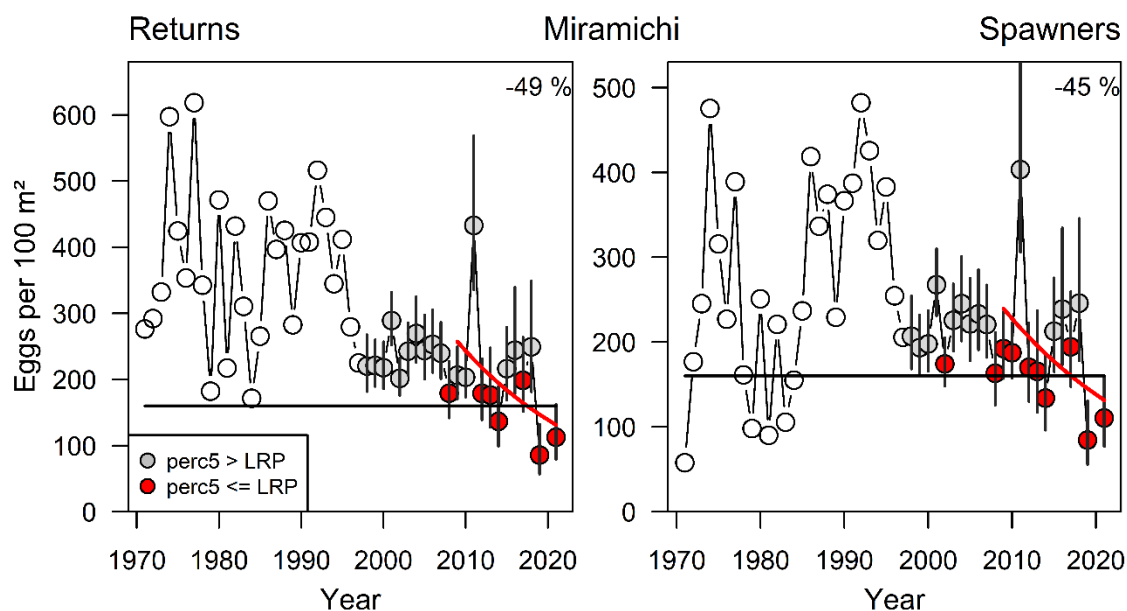 Returns Miramichi Spawners
-49 %
-45 %
Eggs per 100 m²
600
500
400
300
200
100
0
perc5 > LRP
perc5 <= LRP
500
400
300
200
100
0
1970 1980 1990 2000 2010 2020
1970 1980 1990 2000 2010 2020
Year
Year